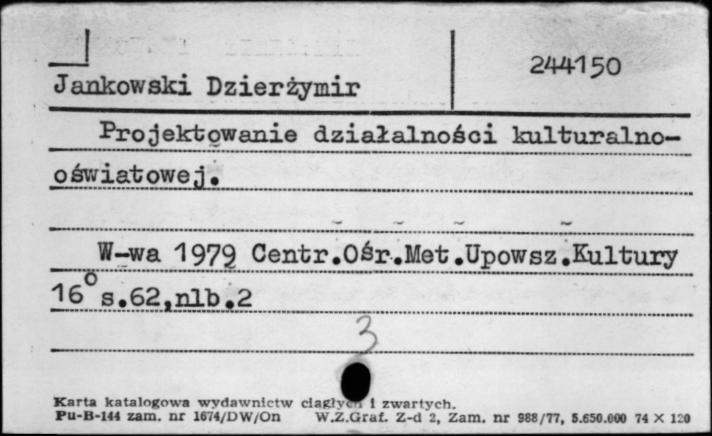 244150
Jankowski Dzierżymir
Projektowanie działalności kulturalno-
oświatowej.
W-wa 1979 Centr.Ośr.Met.Upowsz.Kultury
16° s.62,nlb.2
3
Karta katalogowa wydawnictw ciągłych i zwartych.
Pu-B-144 zam. nr 1674/DW/On W.Z.Graf. Z-d 2, Zam. nr 988/77, 5.650.000 74 X 120